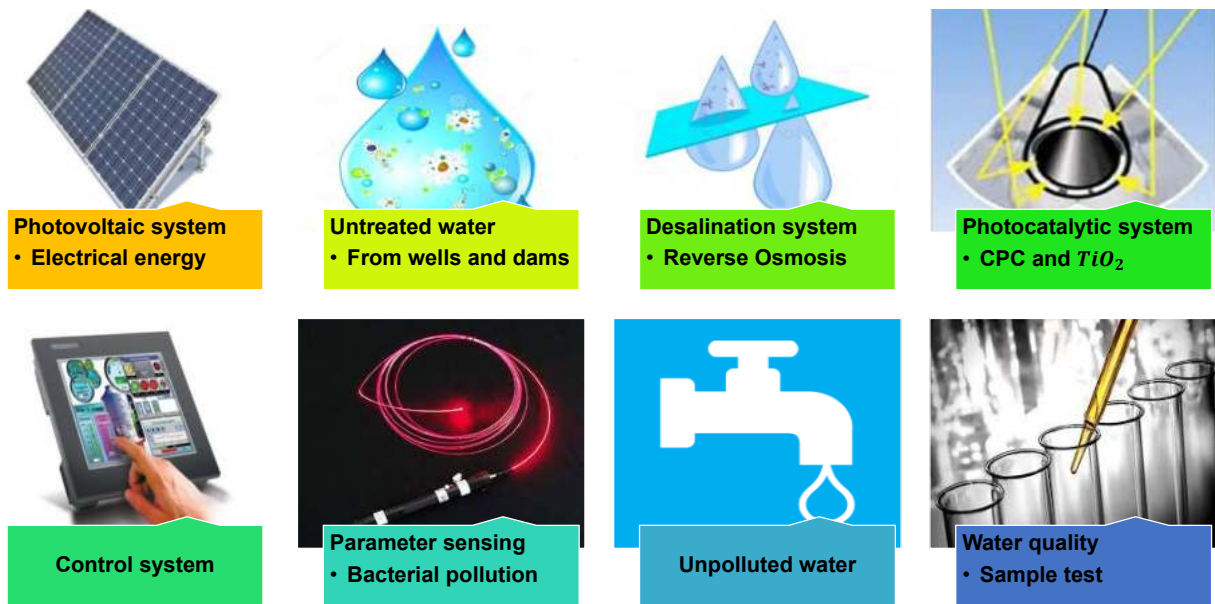 Photovoltaic system
• Electrical energy
Untreated water
• From wells and dams
Desalination system
• Reverse Osmosis
Photocatalytic system
• CPC and TiO₂
Control system
Parameter sensing
• Bacterial pollution
Unpolluted water
Water quality
• Sample test